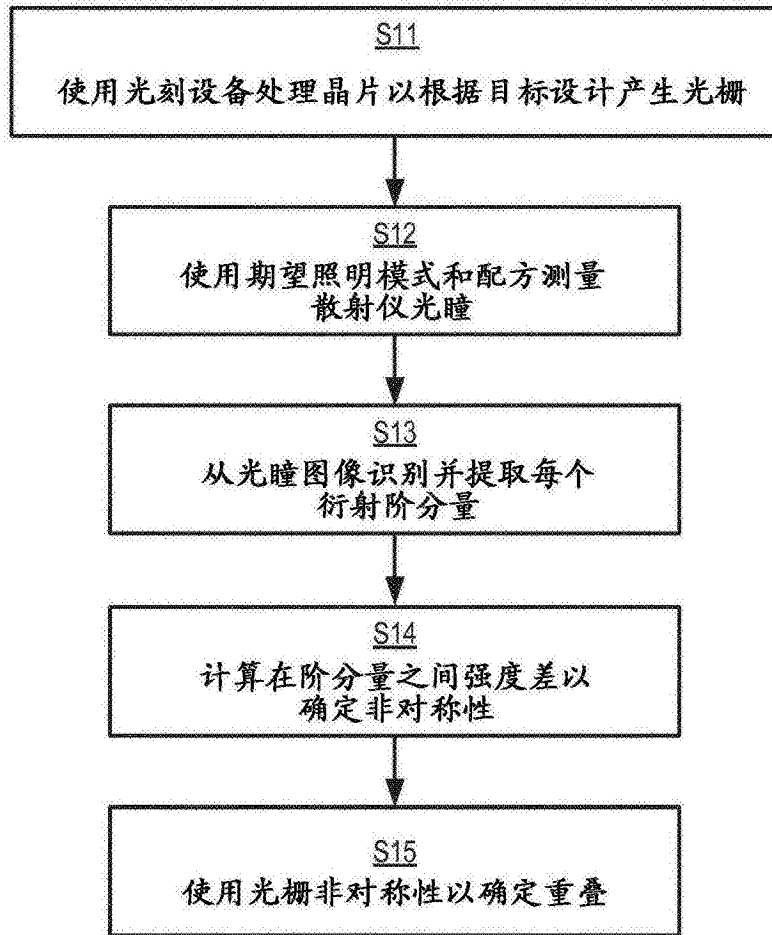 S11
使用光刻设备处理晶片以根据目标设计产生光栅
S12
使用期望照明模式和配方测量
散射仪光瞳
S13
从光瞳图像识别并提取每个
衍射阶分量
S14
计算在阶分量之间强度差以
确定非对称性
S15
使用光栅非对称性以确定重叠